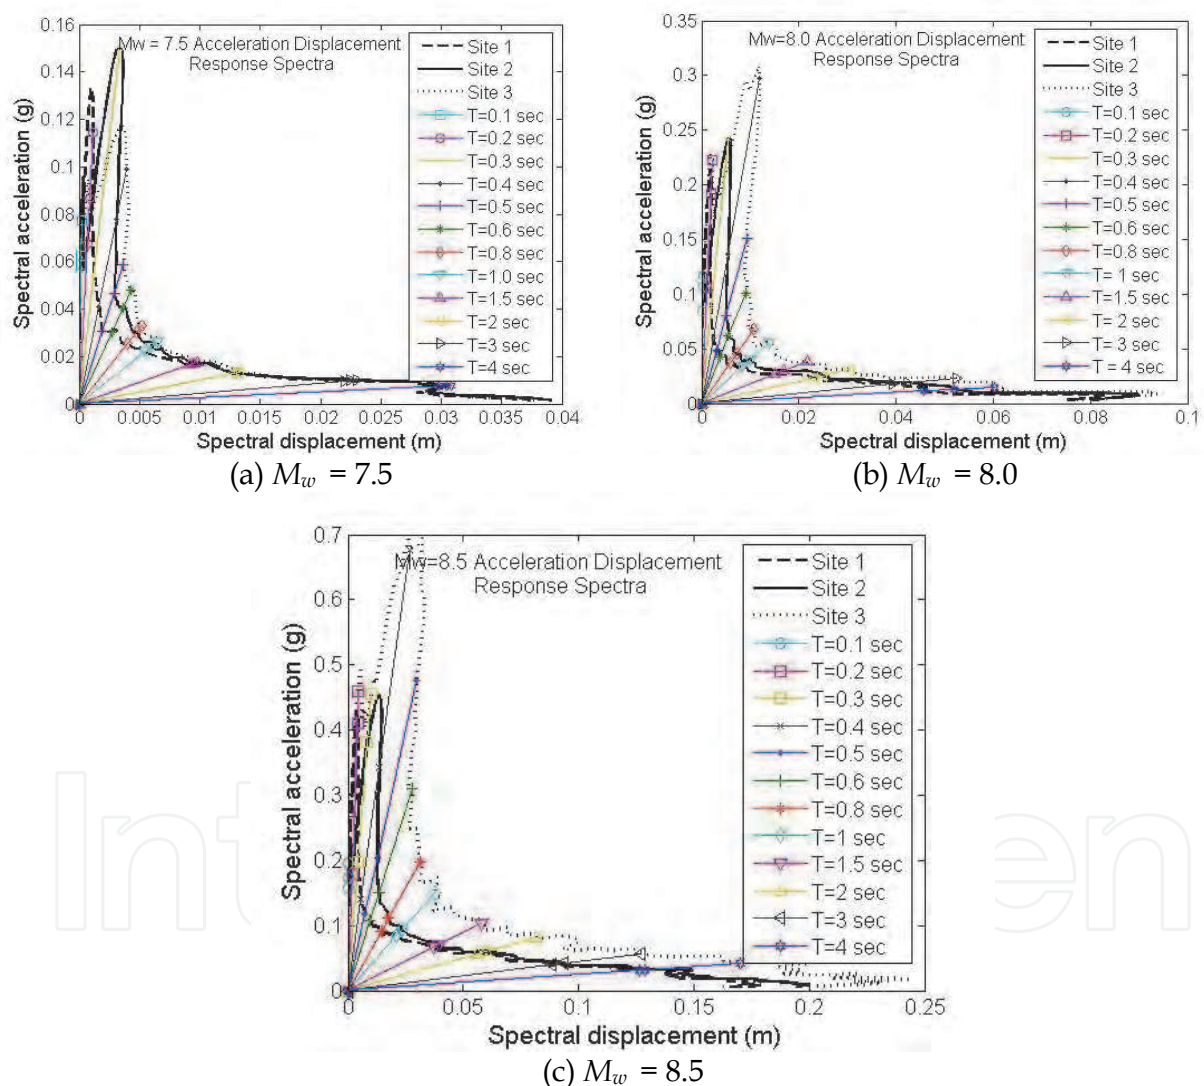 Mw = 7.5 Acceleration Displacement
Response Spectra
Spectral acceleration (g)
0.16
0.14
0.12
0.1
0.08
0.06
0.04
0.02
0
Site 1
Site 2
Site 3
T=0.1 sec
T=0.2 sec
T=0.3 sec
T=0.4 sec
T=0.5 sec
T=0.6 sec
T=0.8 sec
T=1.0 sec
T=1.5 sec
T=2 sec
T=3 sec
T=4 sec
0 0.005 0.01 0.015 0.02 0.025 0.03 0.035 0.04
Spectral displacement (m)
(a) Mw = 7.5
Mw=8.0 Acceleration Displacement
Response Spectra
Spectral acceleration (g)
0.35
0.3
0.25
0.2
0.15
0.1
0.05
0
Site 1
Site 2
Site 3
T=0.1 sec
T=0.2 sec
T=0.3 sec
T=0.4 sec
T=0.5 sec
T=0.6 sec
T=0.8 sec
T= 1 sec
T=1.5 sec
T= 2 sec
T= 3 sec
T = 4 sec
0 0.02 0.04 0.06 0.08 0.1
Spectral displacement (m)
(b) Mw = 8.0
Mw=8.5 Acceleration Displacement
Response Spectra
Spectral acceleration (g)
0.7
0.6
0.5
0.4
0.3
0.2
0.1
0
Site 1
Site 2
Site 3
T=0.1 sec
T=0.2 sec
T=0.3 sec
T=0.4 sec
T=0.5 sec
T=0.6 sec
T=0.8 sec
T=1 sec
T=1.5 sec
T=2 sec
T=3 sec
T=4 sec
0 0.05 0.1 0.15 0.2 0.25
Spectral displacement (m)
(c) Mw = 8.5